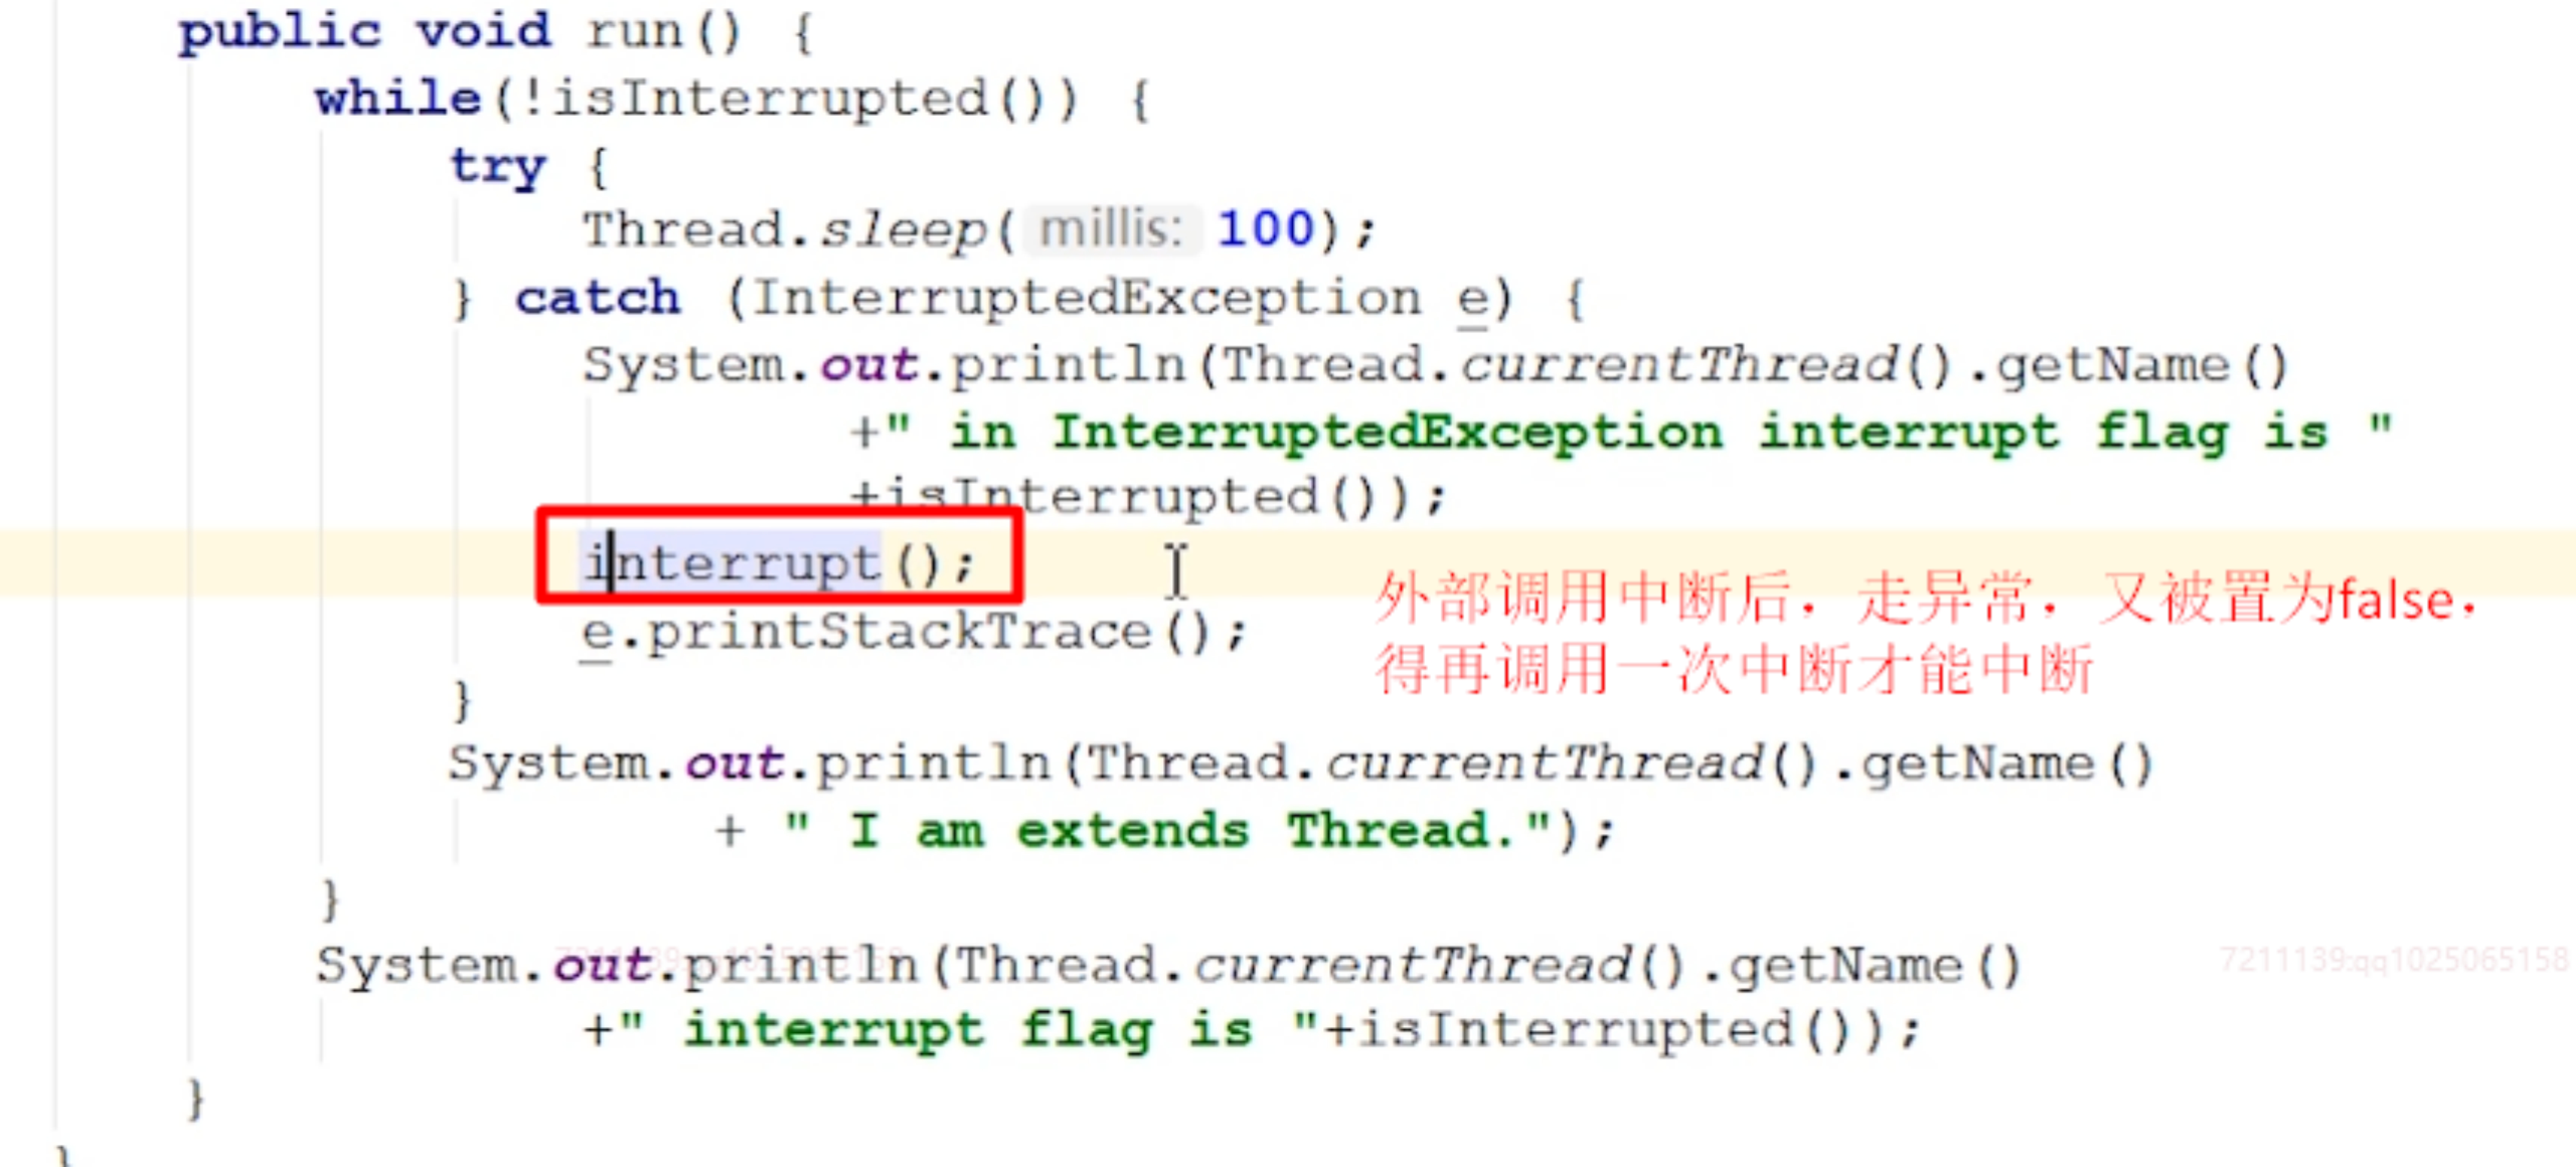 public void run() {
while(!isInterrupted()) {
try {
Thread.sleep( millis: 100);
} catch (InterruptedException e) {
System.out.println(Thread.currentThread().getName()
+" in InterruptedException interrupt flag is "
+isInterrupted());
interrupt();
外部调用中断后，走异常，又被置为false，
e.printStackTrace();
得再调用一次中断才能中断
}
System.out.println(Thread.currentThread().getName()
+ " I am extends Thread.");
}
System.out.println(Thread.currentThread().getName()
7211139:qq1025065158
+" interrupt flag is "+isInterrupted());
}
}